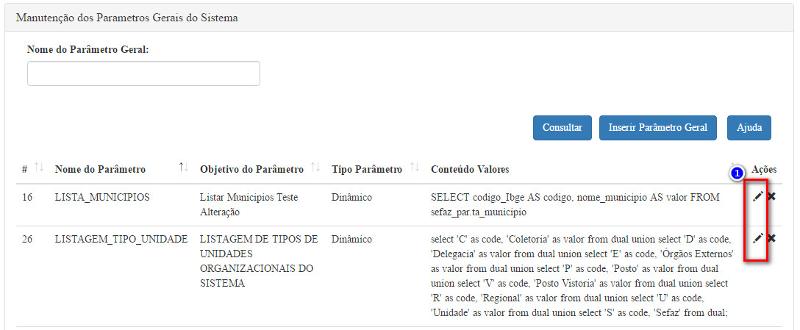 Manutenção dos Parametros Gerais do Sistema
Nome do Parâmetro Geral:
Consultar Inserir Parâmetro Geral Ajuda
# Nome do Parâmetro Objetivo do Parâmetro Tipo Parâmetro Conteúdo Valores 1 Ações
16 LISTA_MUNICIPIOS Listar Municipios Teste Dinâmico SELECT codigo_Ibge AS codigo, nome_municipio AS valor FROM
Alteração sefaz_par.ta_municipio
26 LISTAGEM_TIPO_UNIDADE LISTAGEM DE TIPOS DE Dinâmico select 'C' as code, 'Coletoria' as valor from dual union select 'D' as code,
UNIDADES 'Delegacia' as valor from dual union select 'E' as code, 'Órgãos Externos'
ORGANIZACIONAIS DO as valor from dual union select 'P' as code, 'Posto' as valor from dual
SISTEMA union select 'V' as code, 'Posto Vistoria' as valor from dual union select
'R' as code, 'Regional' as valor from dual union select 'U' as code,
'Unidade' as valor from dual union select 'S' as code, 'Sefaz' from dual;